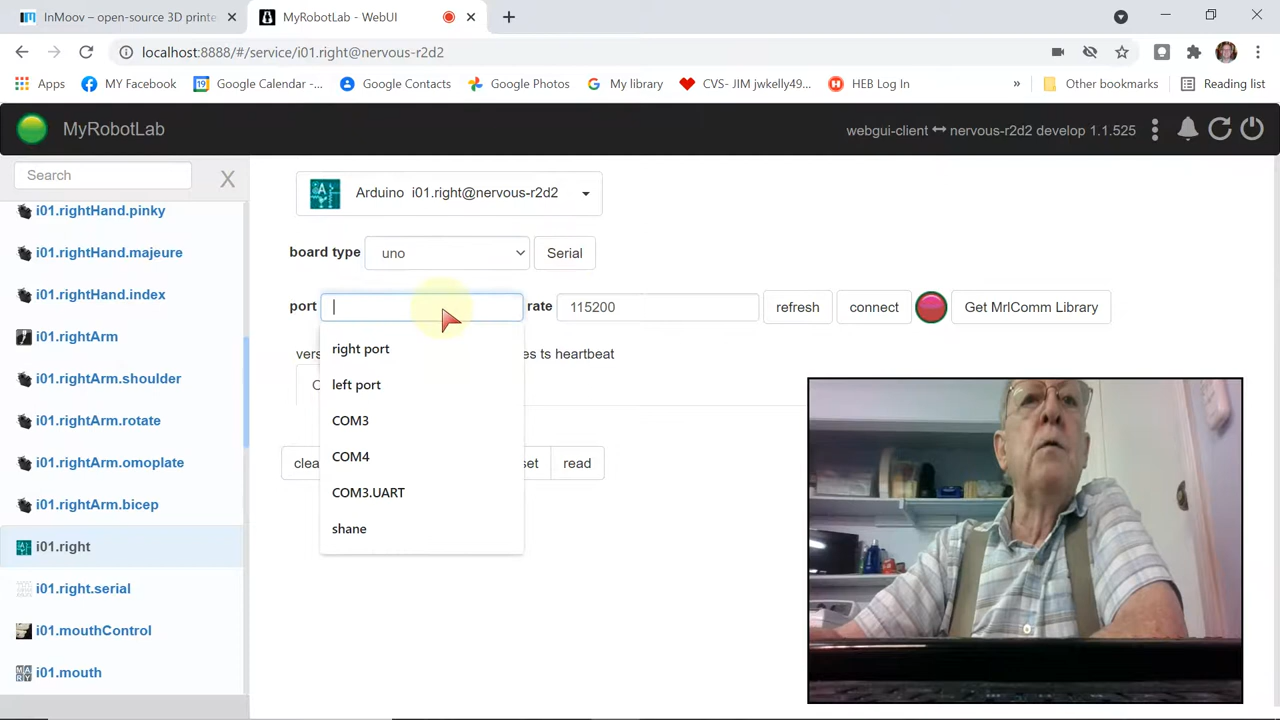 InMoov – open-source 3D printe
MyRobotLab - WebUI
localhost:8888/#/service/i01.right@nervous-r2d2
Apps
MY Facebook
Google Calendar -...
Google Contacts
Google Photos
My library
CVS- JIM jwkelly49...
HEB Log In
»
Other bookmarks
Reading list
MyRobotLab
webgui-client ↔ nervous-r2d2 develop 1.1.525
Search
X
i01.rightHand.pinky
i01.rightHand.majeure
i01.rightHand.index
i01.rightArm
i01.rightArm.shoulder
i01.rightArm.rotate
i01.rightArm.omoplate
i01.rightArm.bicep
i01.right
i01.right.serial
i01.mouthControl
i01.mouth
Arduino i01.right@nervous-r2d2
board type uno Serial
port rate 115200 refresh connect Get MrlComm Library
right port
left port
COM3
COM4
COM3.UART
shane
vers es ts heartbeat
clea set read